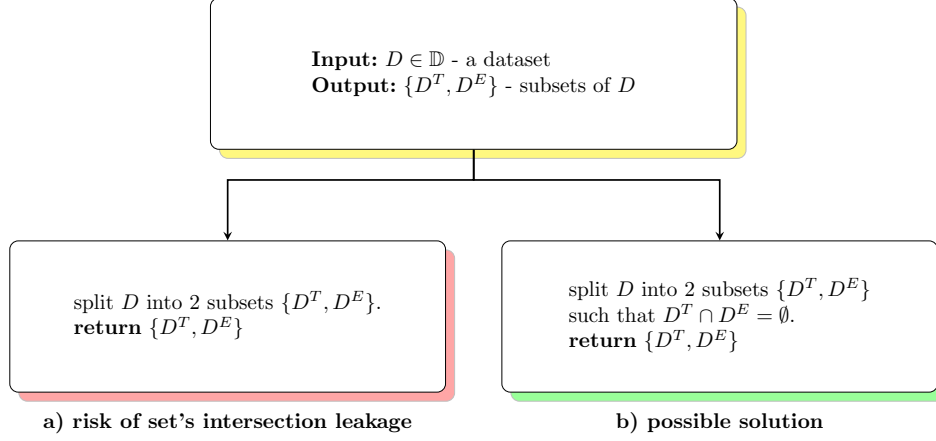 Input: D ∈ 𝔻 - a dataset
Output: {D^T, D^E} - subsets of D
split D into 2 subsets {D^T, D^E}.
return {D^T, D^E}
a) risk of set's intersection leakage
split D into 2 subsets {D^T, D^E}
such that D^T ∩ D^E = ∅.
return {D^T, D^E}
b) possible solution